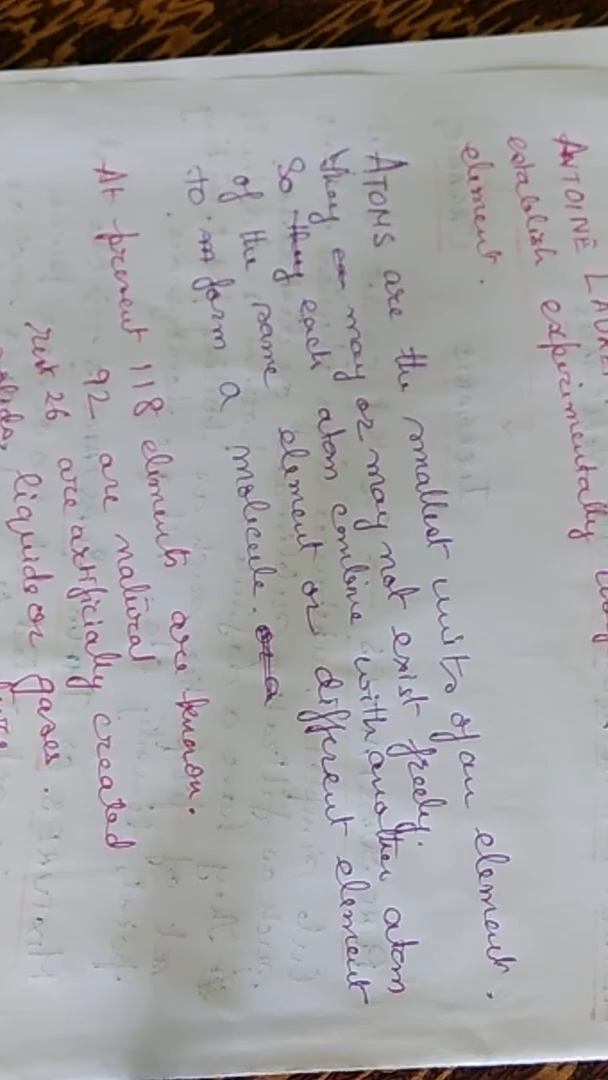 ANTOINE
establish experimentally
element.
ATOMS are the smallest units of an element.
They may or may not exist freely.
So each atom combine with another atom
of the same element or different element
to form a molecule.
At present 118 elements are known.
92 are natural
rest 26 are artificially created
liquids or gases.